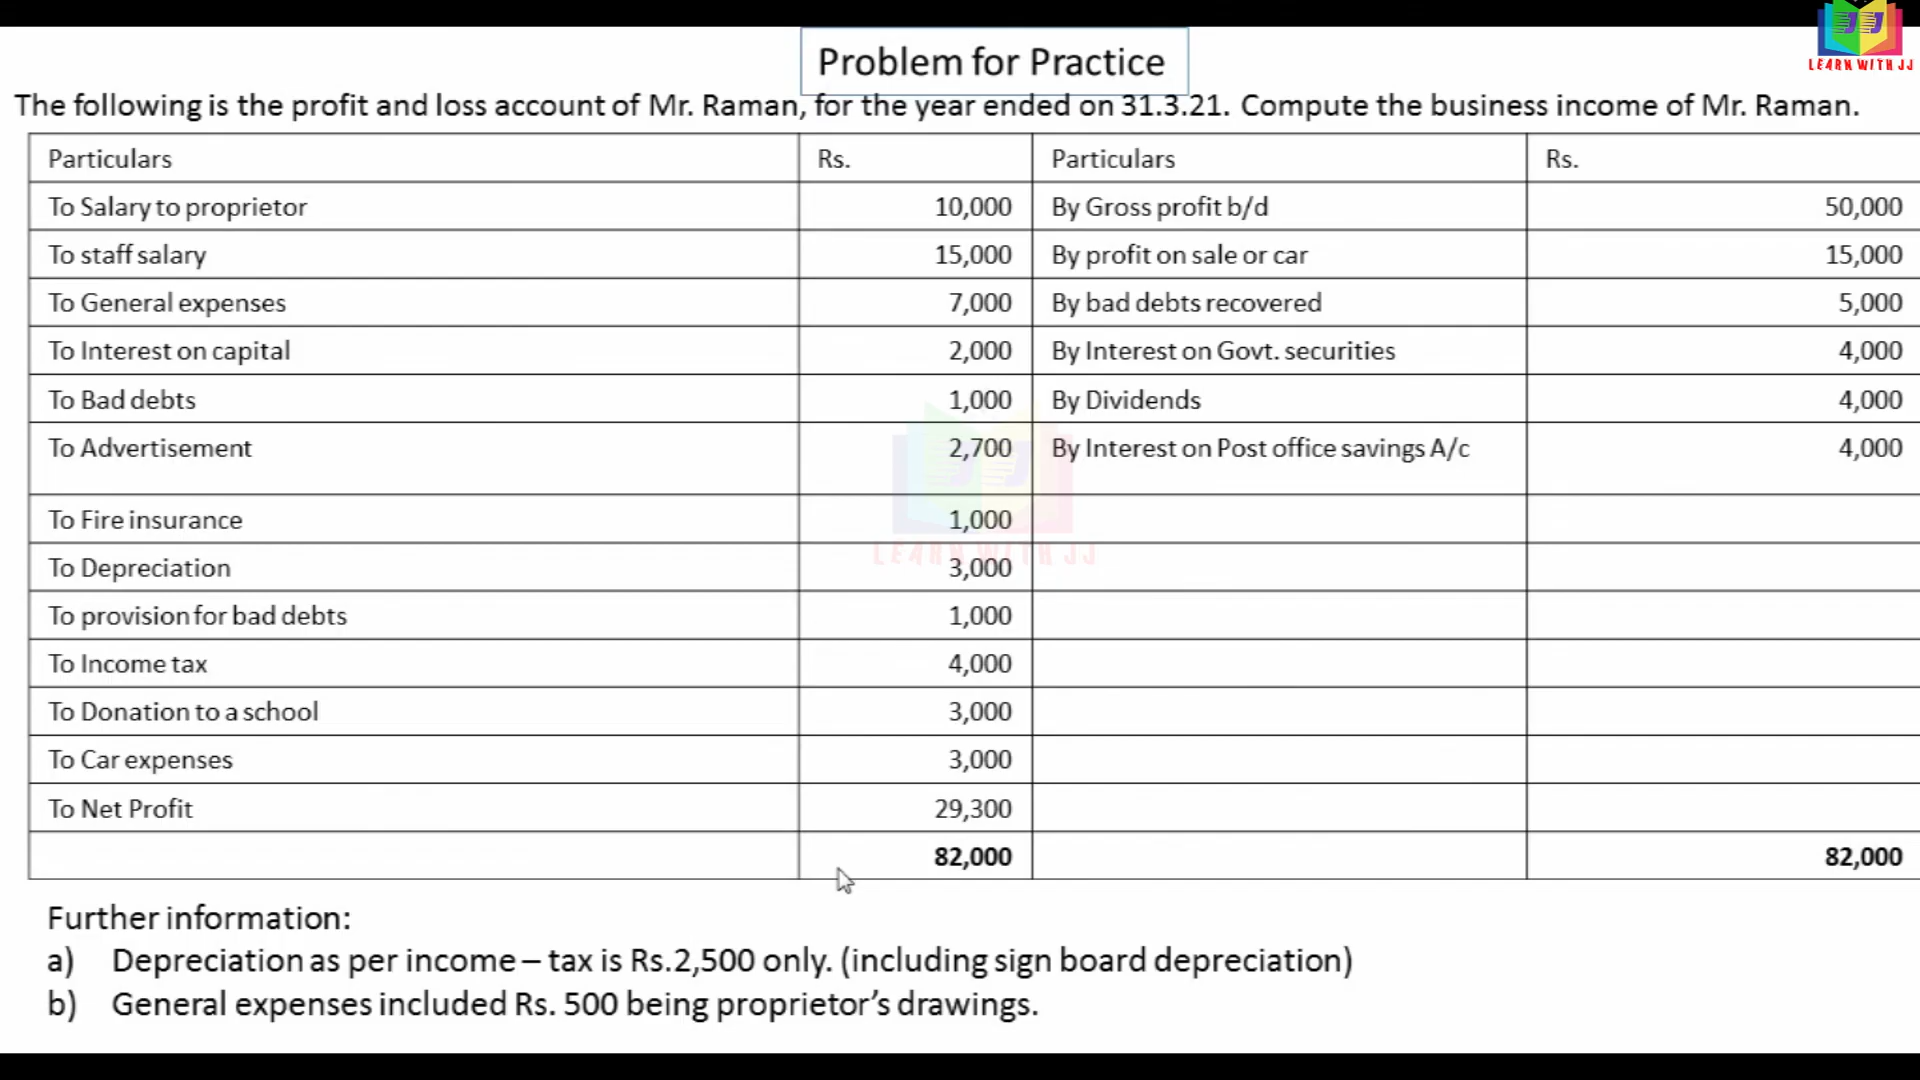 LEARN WITH JJ
Problem for Practice
The following is the profit and loss account of Mr. Raman, for the year ended on 31.3.21. Compute the business income of Mr. Raman.
Particulars Rs. Particulars Rs.
To Salary to proprietor 10,000 By Gross profit b/d 50,000
To staff salary 15,000 By profit on sale or car 15,000
To General expenses 7,000 By bad debts recovered 5,000
To Interest on capital 2,000 By Interest on Govt. securities 4,000
To Bad debts 1,000 By Dividends 4,000
To Advertisement 2,700 By Interest on Post office savings A/c 4,000
To Fire insurance 1,000
LEARN WITH JJ
To Depreciation 3,000
To provision for bad debts 1,000
To Income tax 4,000
To Donation to a school 3,000
To Car expenses 3,000
To Net Profit 29,300
82,000 82,000
Further information:
a) Depreciation as per income – tax is Rs.2,500 only. (including sign board depreciation)
b) General expenses included Rs. 500 being proprietor’s drawings.